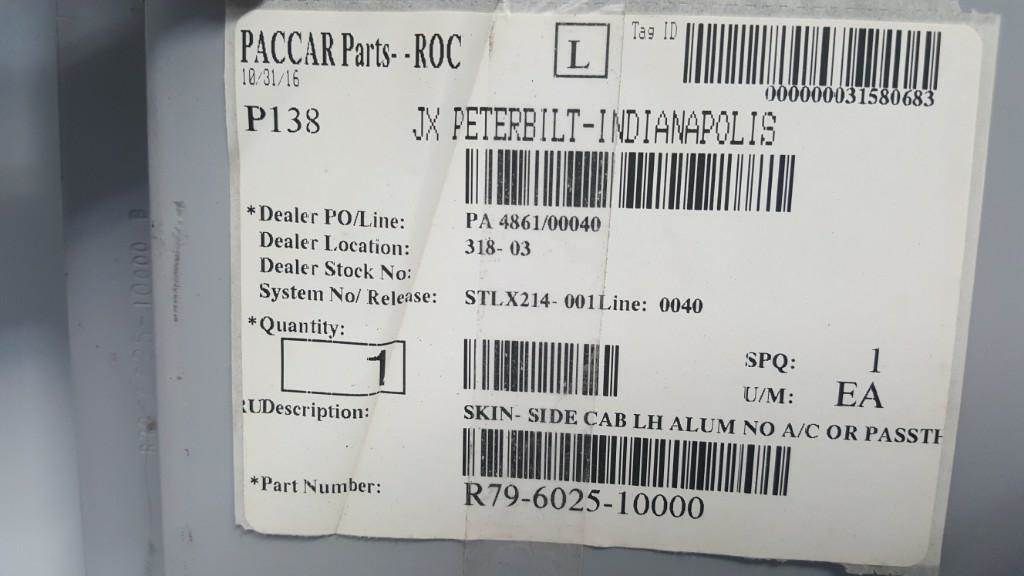 PACCAR Parts--ROC
L
Tag ID
10/31/16
000000031580683
P138
JX PETERBILT-INDIANAPOLIS
*Dealer PO/Line: PA 4861/00040
Dealer Location: 318-03
Dealer Stock No:
System No/Release: STLX214-001Line: 0040
*Quantity:
1
SPQ: 1
U/M: EA
RUDescription: SKIN-SIDE CAB LH ALUM NO A/C OR PASSTH
*Part Number: R79-6025-10000